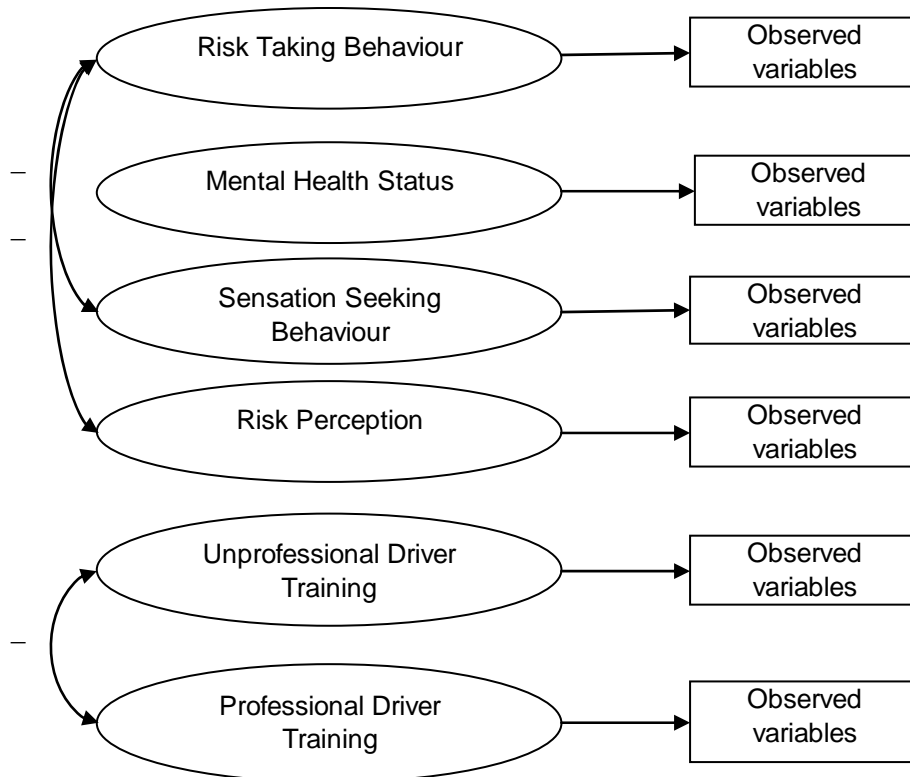 Risk Taking Behaviour
Observed
variables
–
Mental Health Status
Observed
variables
–
Sensation Seeking
Behaviour
Observed
variables
Risk Perception
Observed
variables
Unprofessional Driver
Training
Observed
variables
–
Professional Driver
Training
Observed
variables